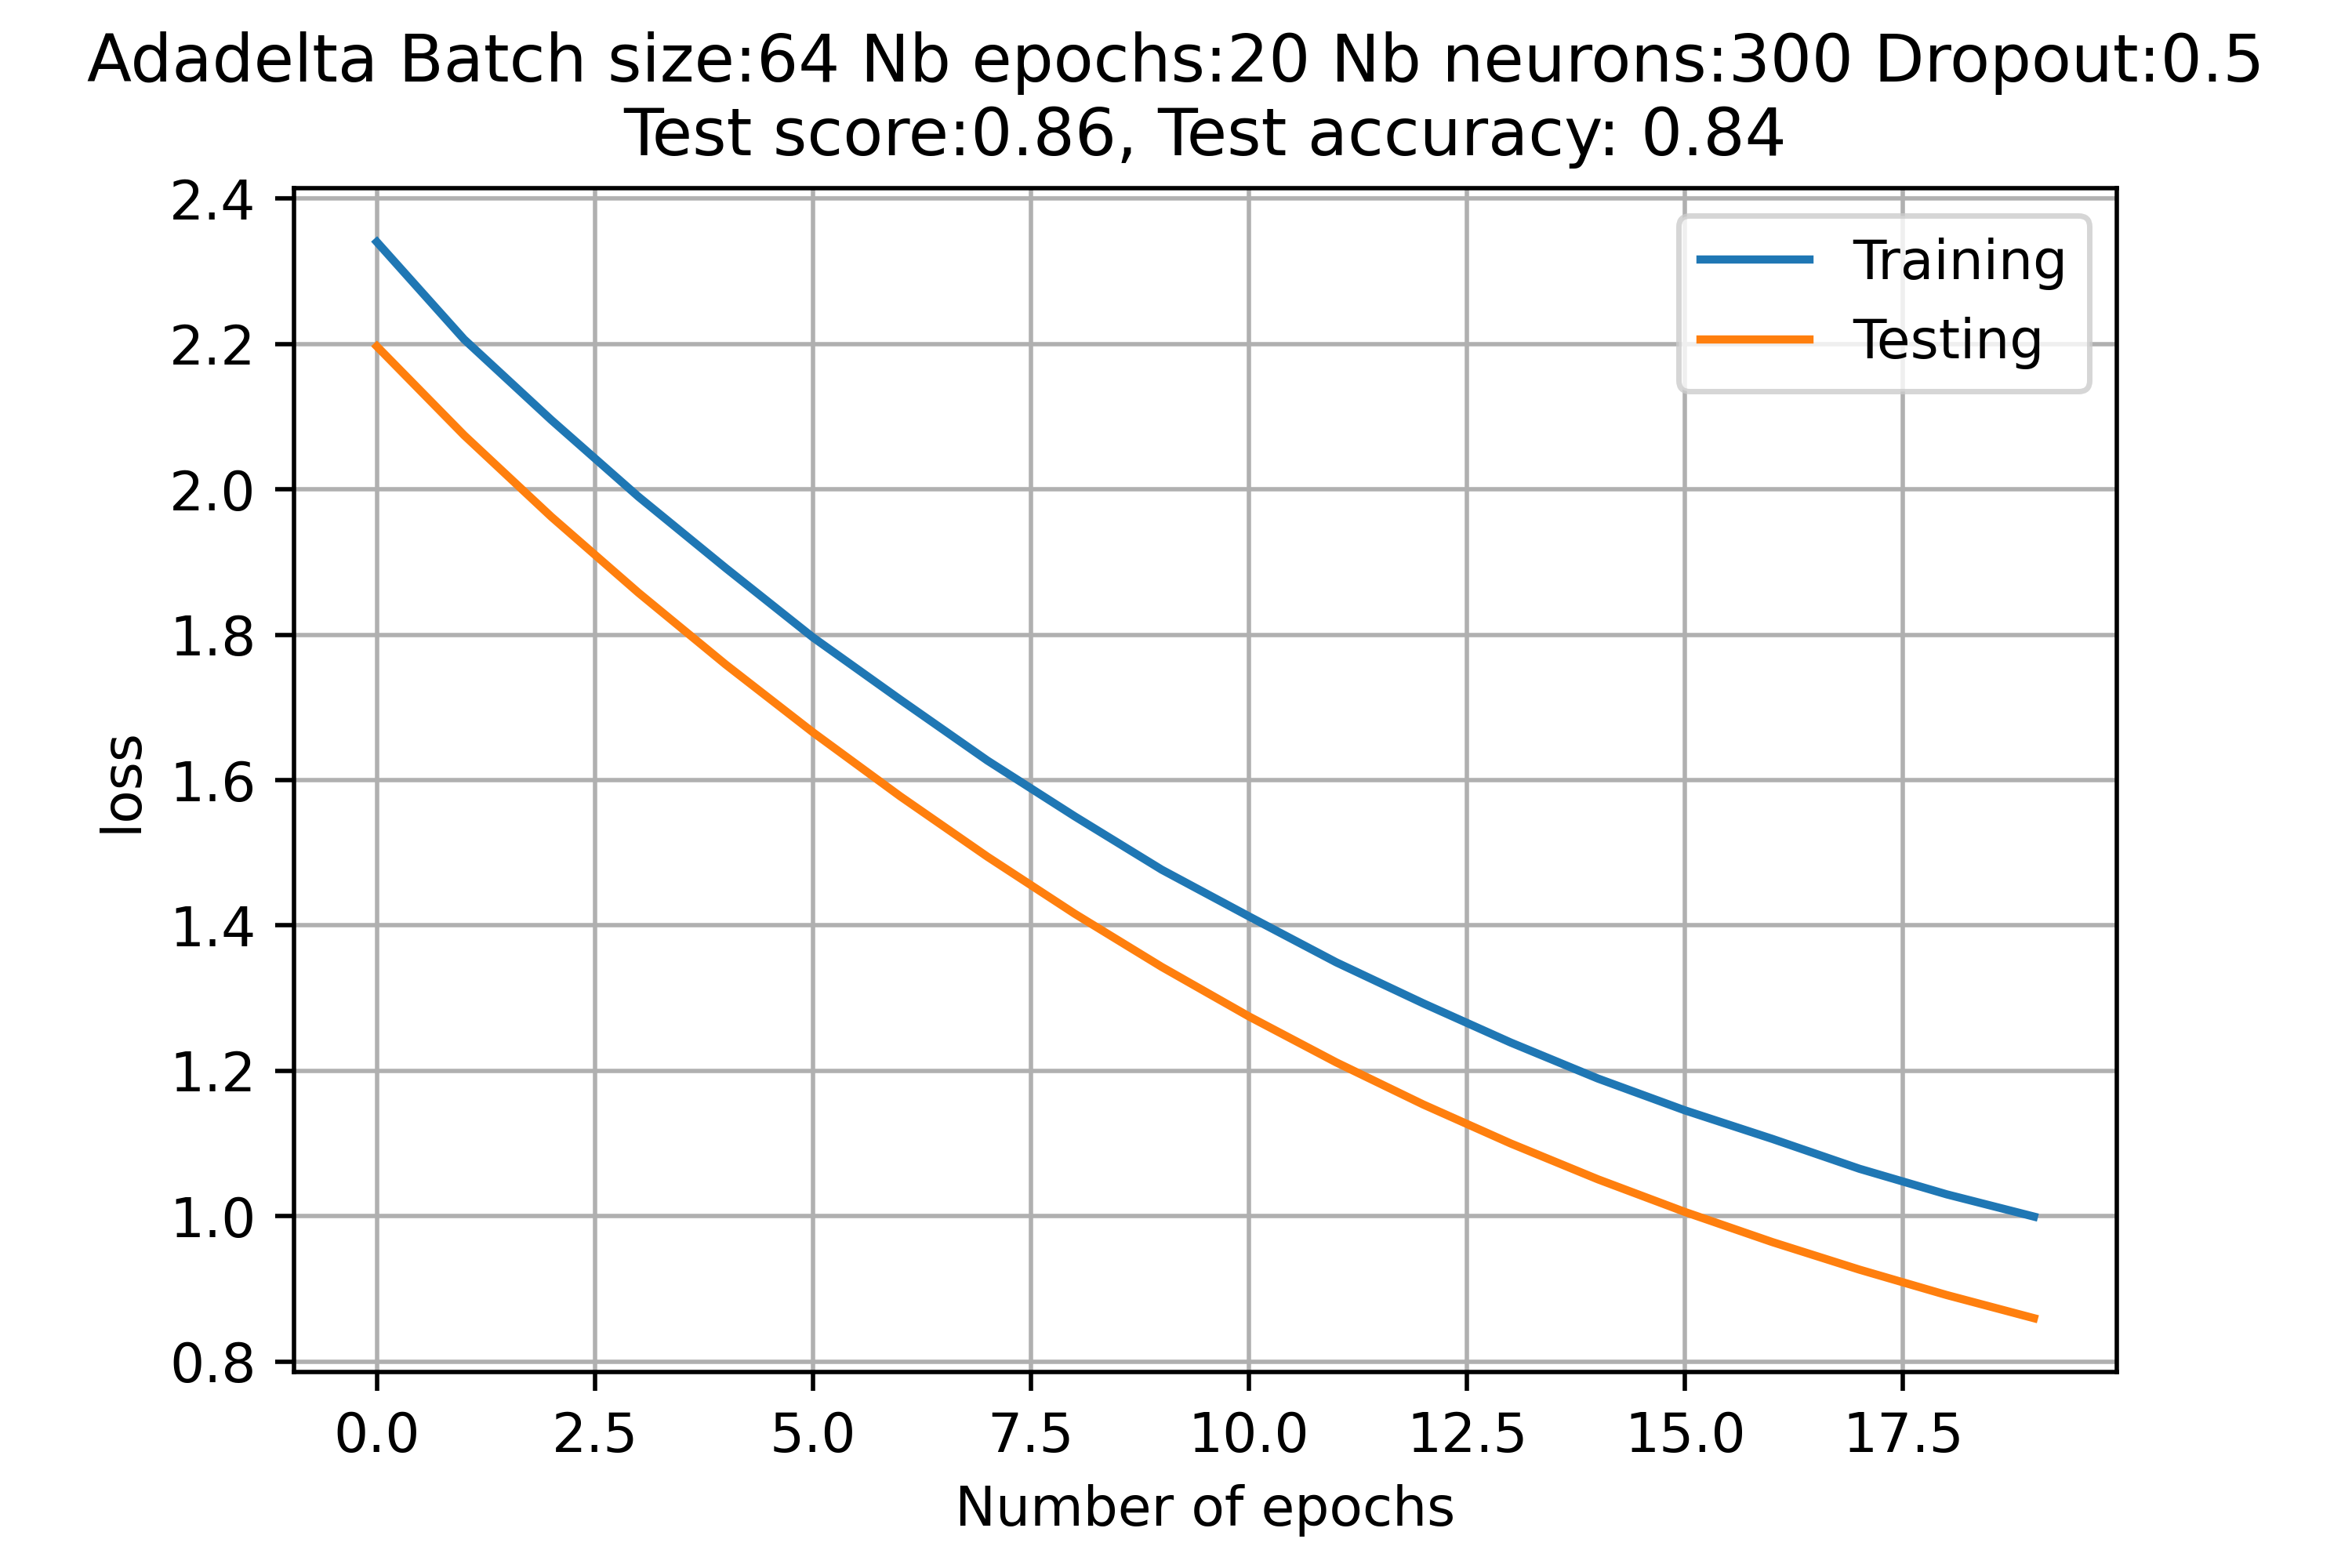 Adadelta Batch size:64 Nb epochs:20 Nb neurons:300 Dropout:0.5
Test score:0.86, Test accuracy: 0.84
Training
Testing
2.4
2.2
2.0
1.8
1.6
1.4
1.2
1.0
0.8
loss
0.0 2.5 5.0 7.5 10.0 12.5 15.0 17.5
Number of epochs